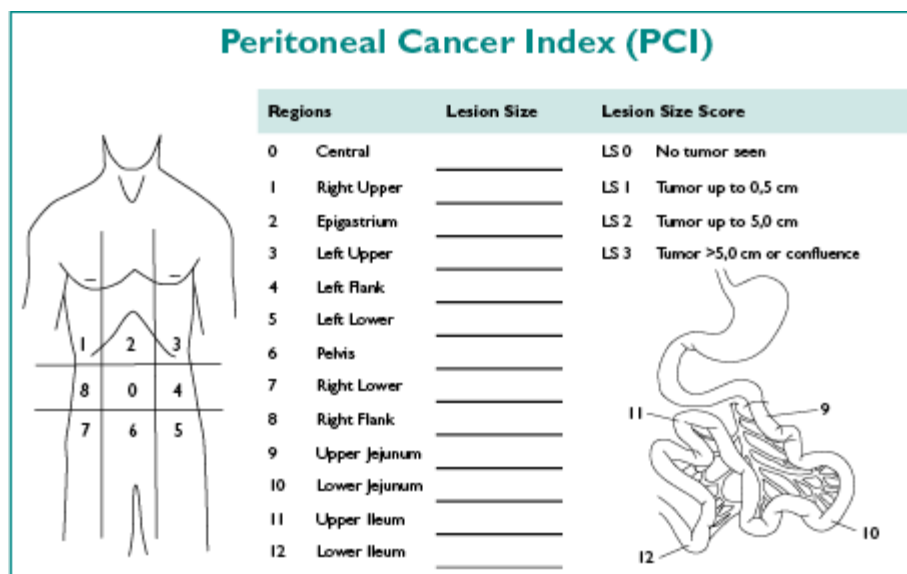 Peritoneal Cancer Index (PCI)
Regions Lesion Size Lesion Size Score
0 Central LS 0 No tumor seen
1 Right Upper LS 1 Tumor up to 0,5 cm
2 Epigastrium LS 2 Tumor up to 5,0 cm
3 Left Upper LS 3 Tumor >5,0 cm or confluence
4 Left Flank
5 Left Lower
6 Pelvis
7 Right Lower
8 Right Flank
9 Upper Jejunum
10 Lower Jejunum
11 Upper Ileum
12 Lower Ileum
1 2 3
8 0 4
7 6 5
11 9
12 10